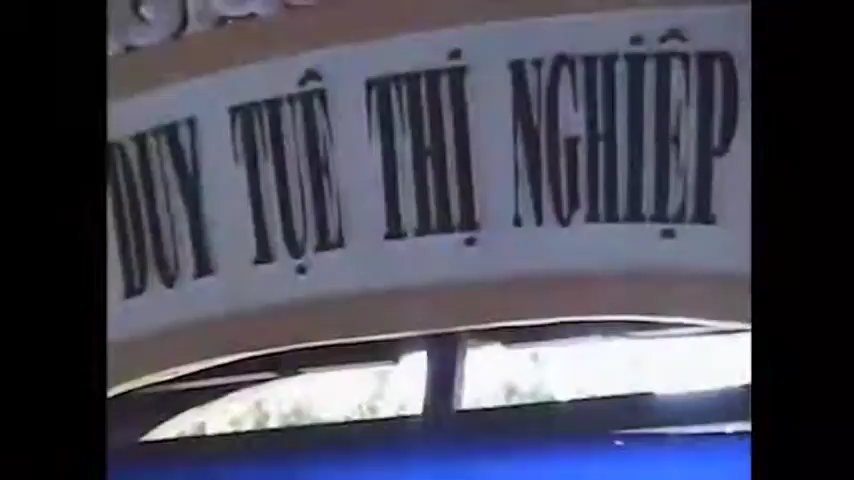 DUY TUỆ THỊ NGHIỆP